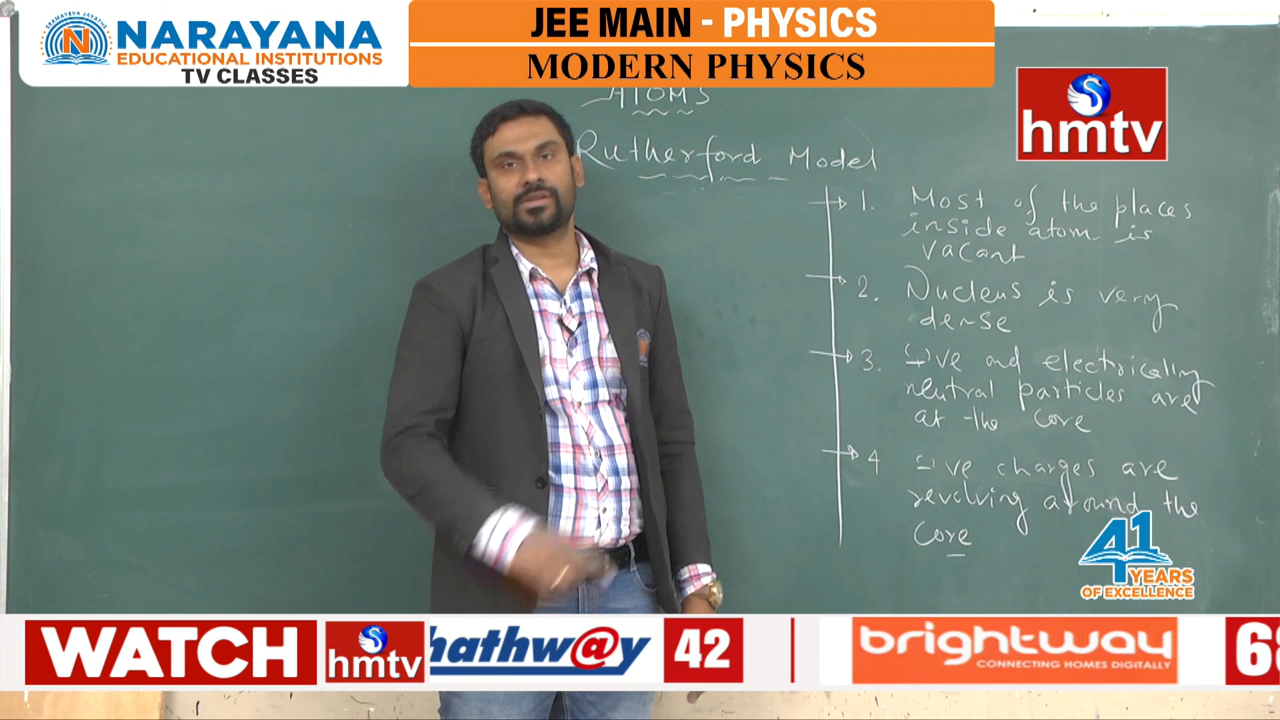 SRAMAYEVA JAYATHE
N
NARAYANA
EDUCATIONAL INSTITUTIONS
TV CLASSES
JEE MAIN - PHYSICS
MODERN PHYSICS
hmtv
ATOMS
Rutherford Model
1. Most of the places
inside atom is
vacant
2. Nucleus is very
dense
3. +ve and electrically
neutral particles are
at the core
4 -ve charges are
revolving around the
core
41
YEARS
OF EXCELLENCE
WATCH hmtv hathw@y 42 brightway
CONNECTING HOMES DIGITALLY